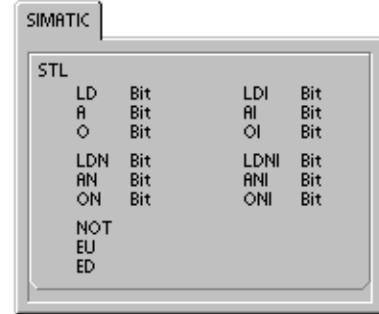 SIMATIC
STL
LD Bit LDI Bit
A Bit AI Bit
O Bit OI Bit
LDN Bit LDNI Bit
AN Bit ANI Bit
ON Bit ONI Bit
NOT
EU
ED